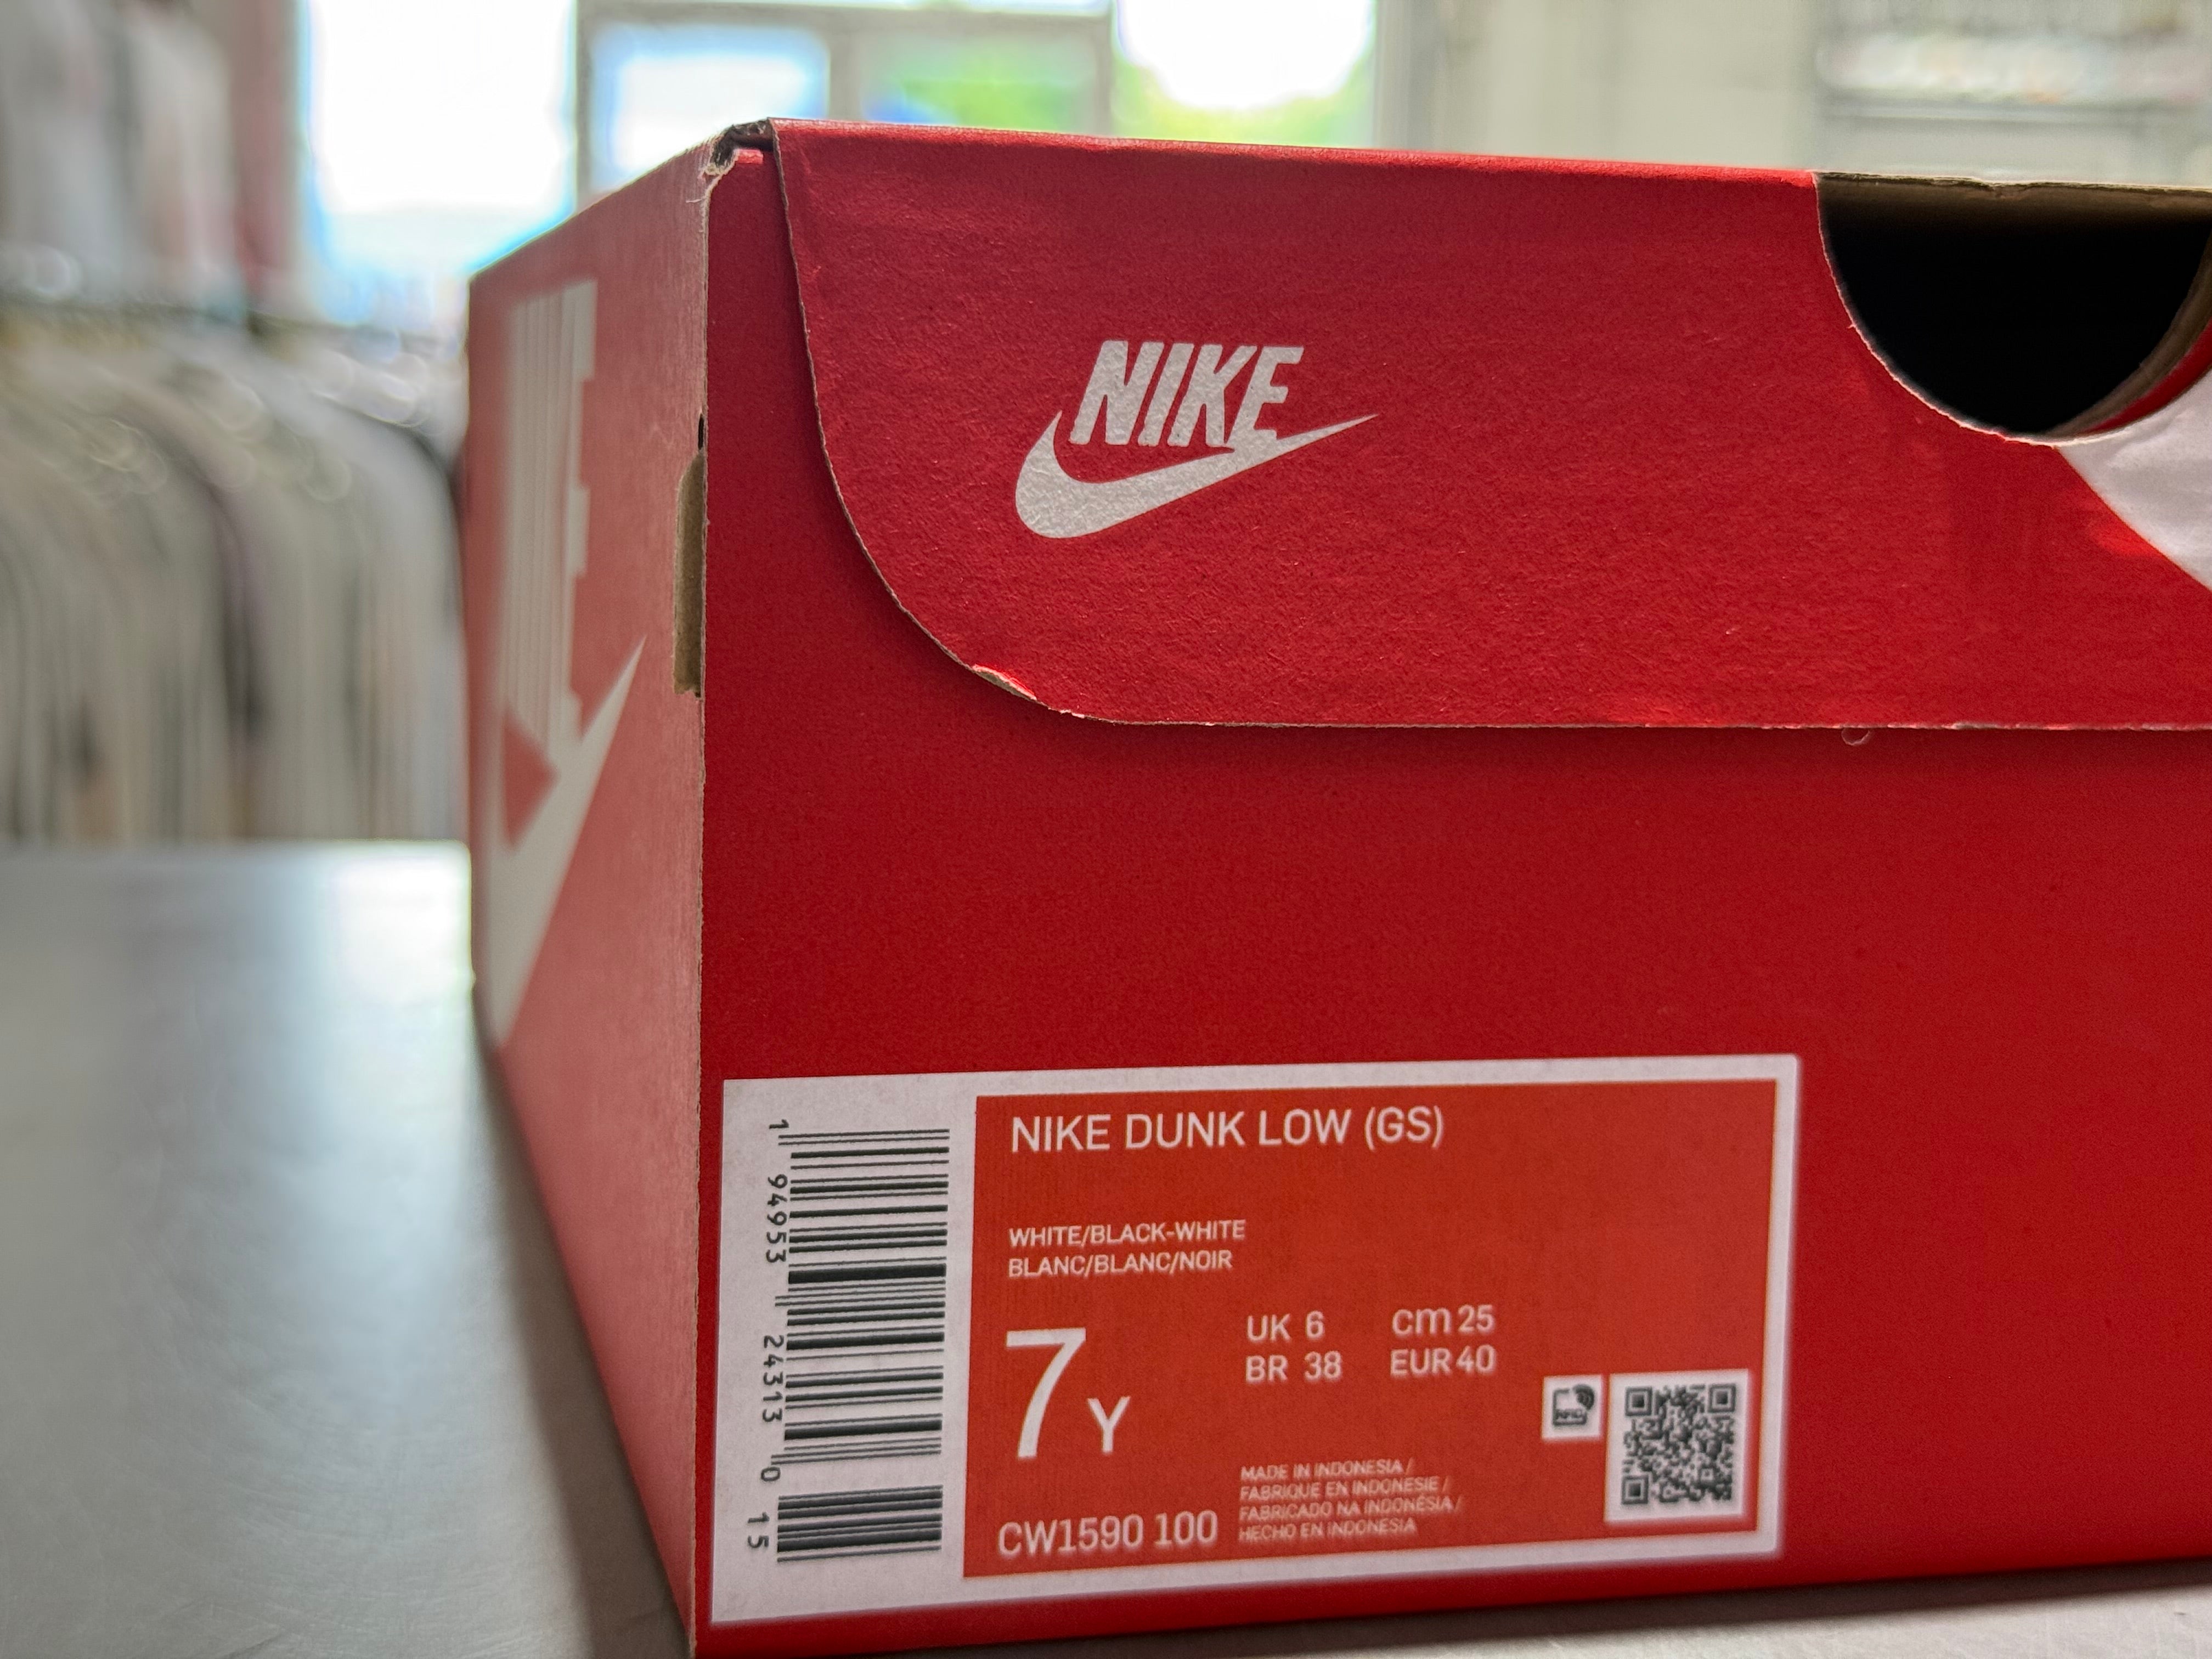 NIKE
NIKE
NIKE DUNK LOW (GS)
WHITE/BLACK-WHITE
BLANC/BLANC/NOIR
7Y
UK 6 cm 25
BR 38 EUR 40
CW1590 100
MADE IN INDONESIA /
FABRIQUE EN INDONESIE /
FABRICADO NA INDONÉSIA /
HECHO EN INDONESIA
RFID
1 94953 24313 0 15